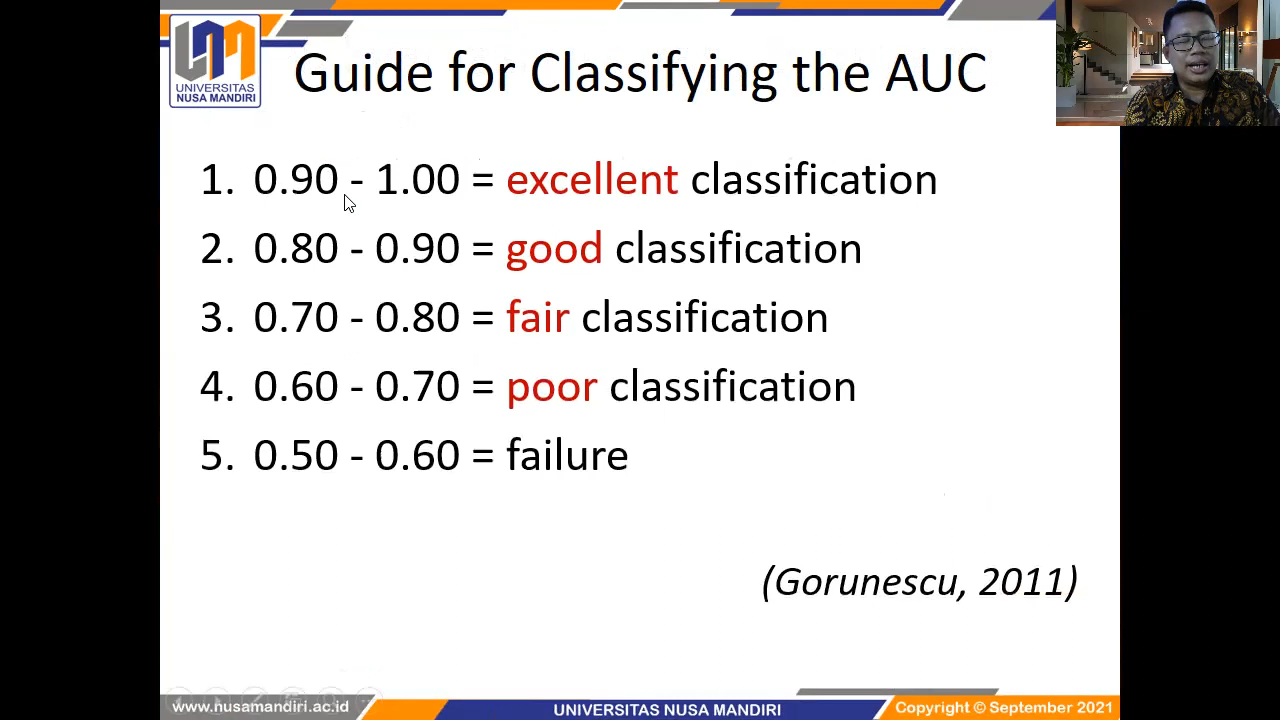 UNIVERSITAS
NUSA MANDIRI
Guide for Classifying the AUC
1. 0.90 - 1.00 = excellent classification
2. 0.80 - 0.90 = good classification
3. 0.70 - 0.80 = fair classification
4. 0.60 - 0.70 = poor classification
5. 0.50 - 0.60 = failure
(Gorunescu, 2011)
www.nusamandiri.ac.id
UNIVERSITAS NUSA MANDIRI
Copyright © September 2021